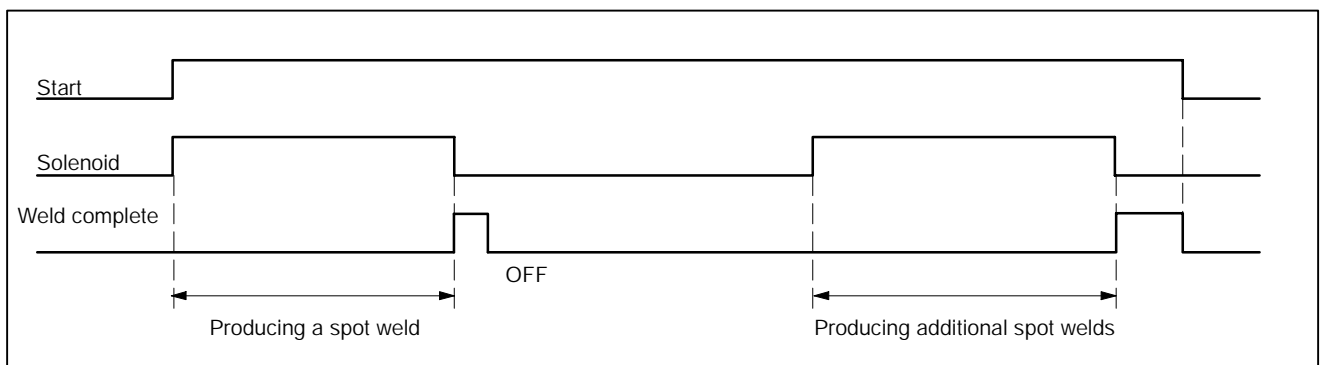 Start
Solenoid
Weld complete
OFF
Producing a spot weld
Producing additional spot welds